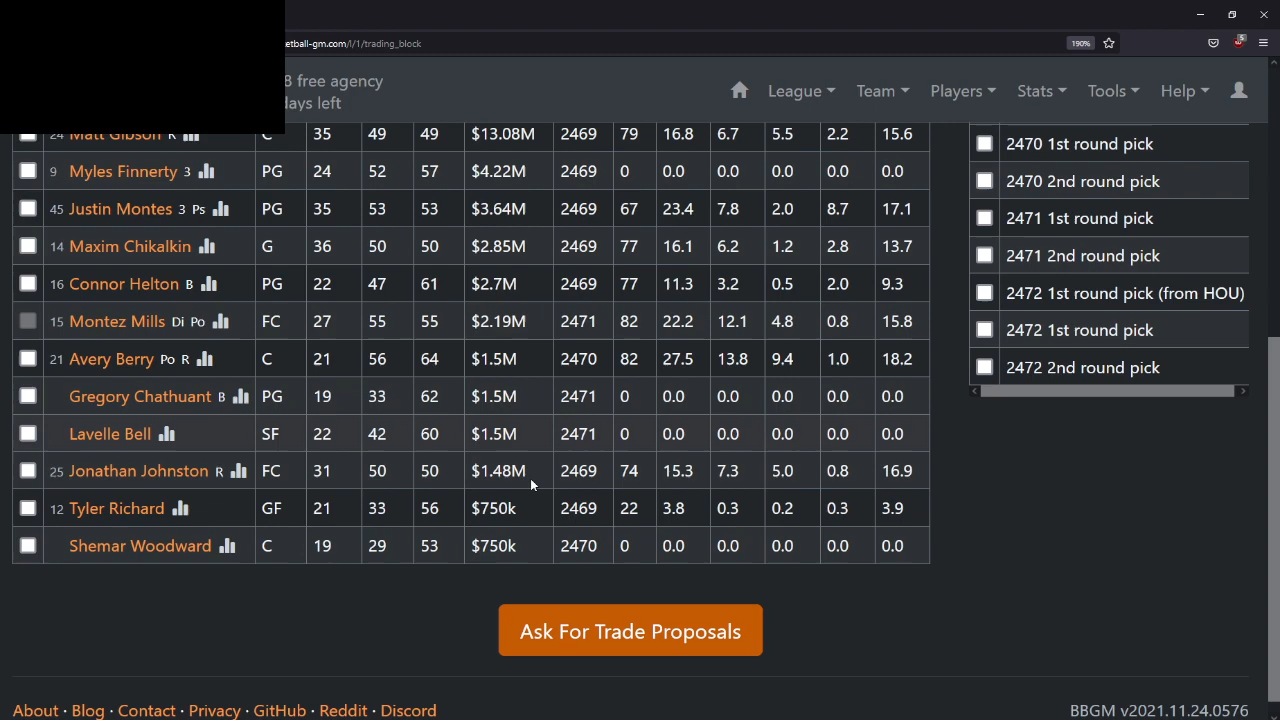 etball-gm.com/l/1/trading_block 190% 5
8 free agency
days left
League Team Players Stats Tools Help
24 Matt Gibson R C 35 49 49 $13.08M 2469 79 16.8 6.7 5.5 2.2 15.6
9 Myles Finnerty 3 PG 24 52 57 $4.22M 2469 0 0.0 0.0 0.0 0.0 0.0
45 Justin Montes 3 Ps PG 35 53 53 $3.64M 2469 67 23.4 7.8 2.0 8.7 17.1
14 Maxim Chikalkin G 36 50 50 $2.85M 2469 77 16.1 6.2 1.2 2.8 13.7
16 Connor Helton B PG 22 47 61 $2.7M 2469 77 11.3 3.2 0.5 2.0 9.3
15 Montez Mills Di Po FC 27 55 55 $2.19M 2471 82 22.2 12.1 4.8 0.8 15.8
21 Avery Berry Po R C 21 56 64 $1.5M 2470 82 27.5 13.8 9.4 1.0 18.2
Gregory Chathuant B PG 19 33 62 $1.5M 2471 0 0.0 0.0 0.0 0.0 0.0
Lavelle Bell SF 22 42 60 $1.5M 2471 0 0.0 0.0 0.0 0.0 0.0
25 Jonathan Johnston R FC 31 50 50 $1.48M 2469 74 15.3 7.3 5.0 0.8 16.9
12 Tyler Richard GF 21 33 56 $750k 2469 22 3.8 0.3 0.2 0.3 3.9
Shemar Woodward C 19 29 53 $750k 2470 0 0.0 0.0 0.0 0.0 0.0
2470 1st round pick
2470 2nd round pick
2471 1st round pick
2471 2nd round pick
2472 1st round pick (from HOU)
2472 1st round pick
2472 2nd round pick
Ask For Trade Proposals
About · Blog · Contact · Privacy · GitHub · Reddit · Discord
BBGM v2021.11.24.0576